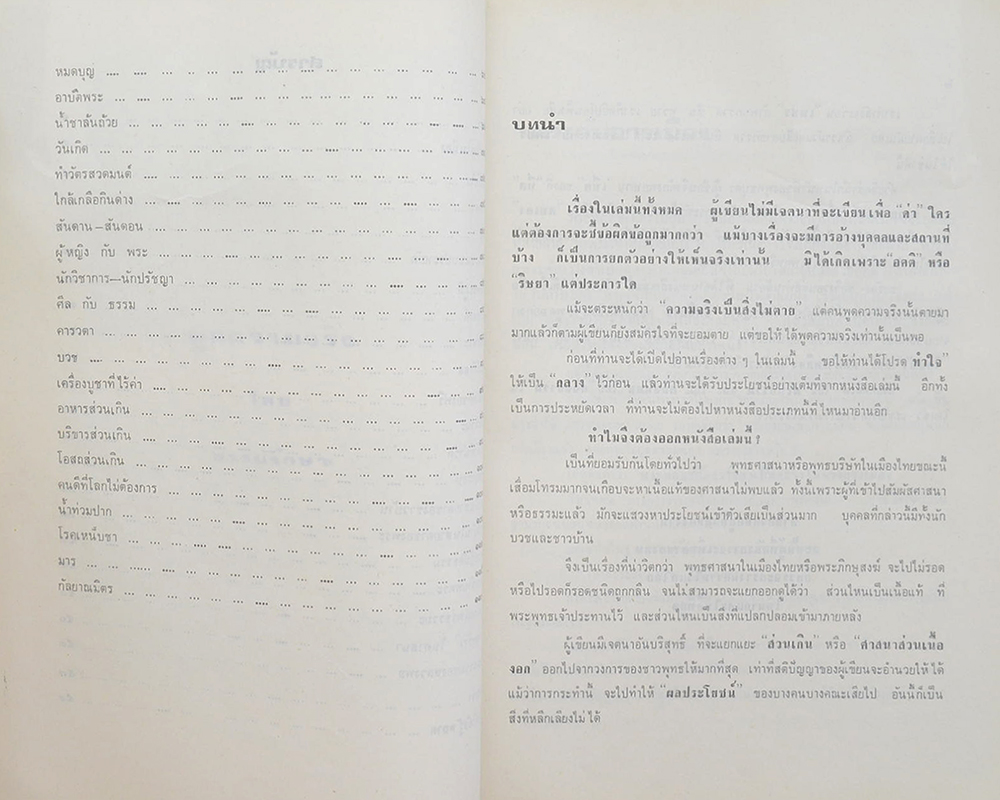 หมดบุญ
อาบัติพระ
น้ำชาล้นถ้วย
วันเกิด
ทำวัตรสวดมนต์
ใกล้เกลือกินด่าง
สันดาน—สันดอน
ผู้หญิง กับ พระ
นักวิชาการ—นักปรัชญา
ศีล กับ ธรรม
คารวตา
บวช
เครื่องบูชาที่ไร้ค่า
อาหารส่วนเกิน
บริขารส่วนเกิน
โอสถส่วนเกิน
คนดีที่โลกไม่ต้องการ
น้ำท่วมปาก
โรคเหน็บชา
มาร
กัลยาณมิตร
บทนำ
เรื่องในเล่มนี้ทั้งหมด ผู้เขียนไม่มีเจตนาที่จะเขียน เพื่อ “ด่า” ใคร
แต่ต้องการจะชี้ข้อผิดข้อถูกมากกว่า แม้บางเรื่องจะมีการอ้างบุคคลและสถานที่
บ้าง ก็เป็นการยกตัวอย่างให้เห็นจริงเท่านั้น มิได้เกิดเพราะ “อคติ” หรือ
“ริษยา” แต่ประการใด
แม้จะตระหนักว่า “ความจริงเป็นสิ่งไม่ตาย” แต่คนพูดความจริงนั้นตายมา
มากแล้วก็ตามผู้เขียนก็ยังสมัครใจที่จะยอมตาย แต่ขอให้ได้พูดความจริงเท่านั้นเป็นพอ
ก่อนที่ท่านจะได้เปิดไปอ่านเรื่องต่าง ๆ ในเล่มนี้ ขอให้ท่านได้โปรด ทำใจ”
ให้เป็น “กลาง” ไว้ก่อน แล้วท่านจะได้รับประโยชน์อย่างเต็มที่จากหนังสือเล่มนี้ อีกทั้ง
เป็นการประหยัดเวลา ที่ท่านจะไม่ต้องไปหาหนังสือประเภทนี้ที่ไหนมาอ่านอีก
ทำไมจึงต้องออกหนังสือเล่มนี้ ?
เป็นที่ยอมรับกันโดยทั่วไปว่า พุทธศาสนาหรือพุทธบริษัทในเมืองไทยขณะนี้
เสื่อมโทรมมากจนเกือบจะหาเนื้อแท้ของศาสนาไม่พบแล้ว ทั้งนี้เพราะผู้ที่เข้าไปสัมผัสศาสนา
หรือธรรมะแล้ว มักจะแสวงหาประโยชน์เข้าตัวเสียเป็นส่วนมาก บุคคลที่กล่าวนี้มีทั้งนัก
บวชและชาวบ้าน
จึงเป็นเรื่องที่น่าวิตกว่า พุทธศาสนาในเมืองไทยหรือพระภิกษุสงฆ์ จะไปไม่รอด
หรือไปรอดก็รอดชนิดถูกกลืน จนไม่สามารถจะแยกออกดูได้ว่า ส่วนไหนเป็นเนื้อแท้ ที่
พระพุทธเจ้าประทานไว้ และส่วนไหนเป็นสิ่งที่แปลกปลอมเข้ามาภายหลัง
ผู้เขียนมีเจตนาอันบริสุทธิ์ ที่จะแยกแยะ “ส่วนเกิน” หรือ “ศาสนาส่วนเนื้อ
งอก” ออกไปจากวงการของชาวพุทธให้มากที่สุด เท่าที่สติปัญญาของผู้เขียนจะอำนวยให้ได้
แม้ว่าการกระทำนี้ จะไปทำให้ “ผลประโยชน์” ของบางคนบางคณะเสียไป อันนี้ก็เป็น
สิ่งที่หลีกเลี่ยงไม่ได้